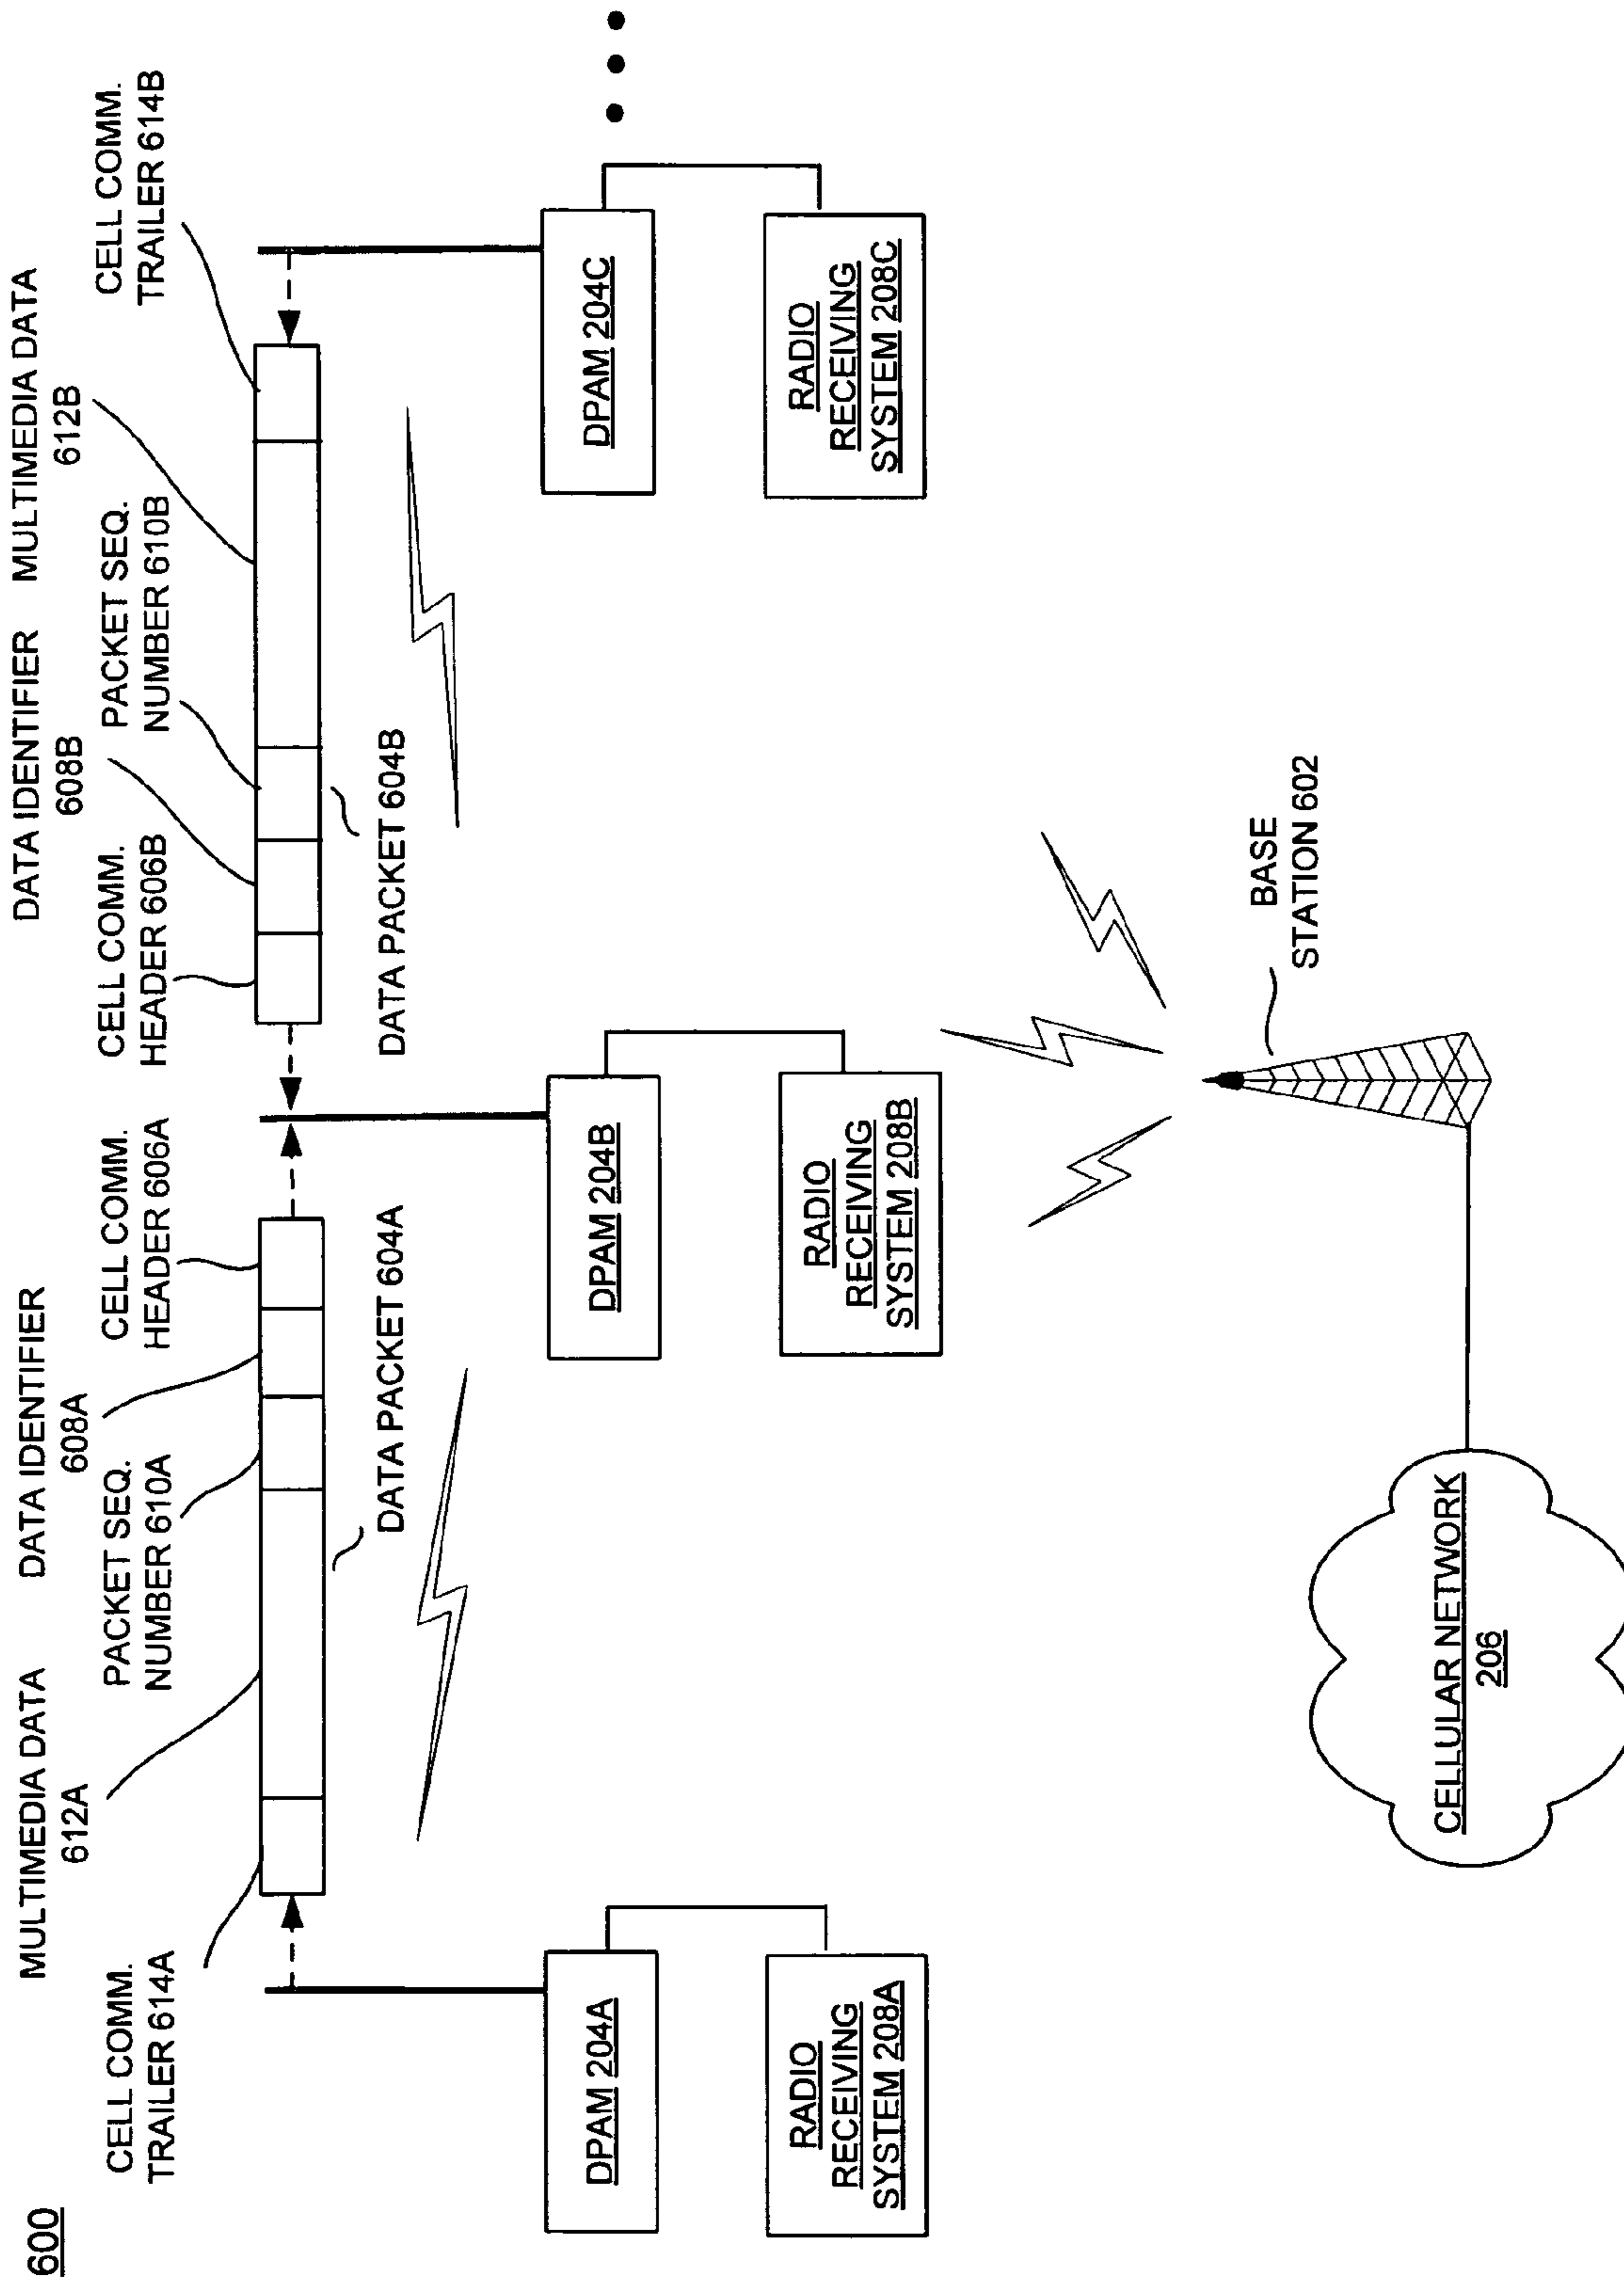 600
CELL COMM.
TRAILER 614A
MULTIMEDIA DATA
612A
PACKET SEQ.
NUMBER 610A
DATA IDENTIFIER
608A
CELL COMM.
HEADER 606A
DATA PACKET 604A
CELL COMM.
HEADER 606B
DATA IDENTIFIER
608B
PACKET SEQ.
NUMBER 610B
MULTIMEDIA DATA
612B
CELL COMM.
TRAILER 614B
DATA PACKET 604B
DPAM 204A
RADIO
RECEIVING
SYSTEM 208A
DPAM 204B
RADIO
RECEIVING
SYSTEM 208B
DPAM 204C
RADIO
RECEIVING
SYSTEM 208C
BASE
STATION 602
CELLULAR NETWORK
206